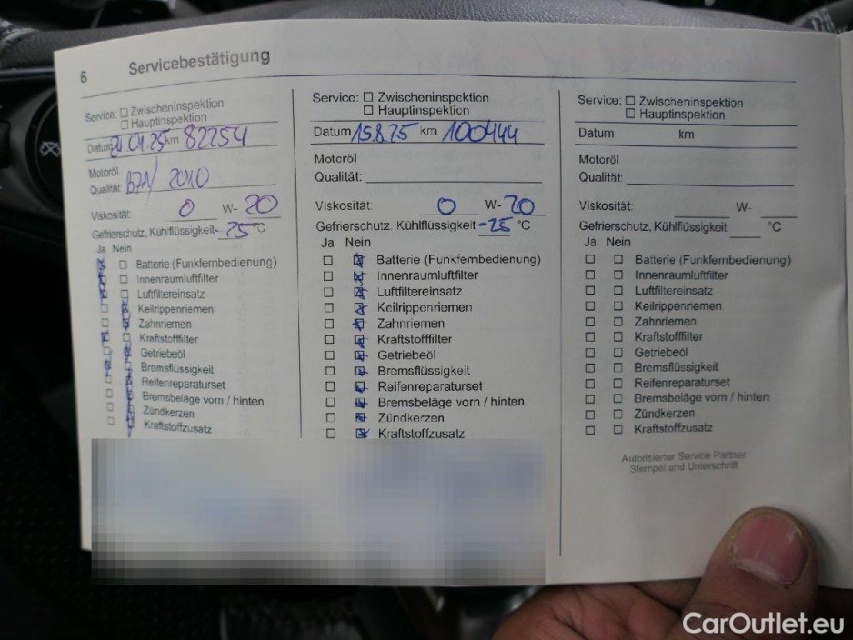 6 Servicebestätigung
Service: ☐ Zwischeninspektion
☐ Hauptinspektion
Datum 21.01.25 km 82254
Motoröl
Qualität: B71/2010
Viskosität: 0 W- 20
Gefrierschutz, Kühlflüssigkeit -25 °C
Ja Nein
Batterie (Funkfernbedienung)
Innenraumluftfilter
Luftfiltereinsatz
Keilrippenriemen
Zahnriemen
Kraftstofffilter
Getriebeöl
Bremsflüssigkeit
Reifenreparaturset
Bremsbeläge vorn / hinten
Zündkerzen
Kraftstoffzusatz
Service: ☐ Zwischeninspektion
☐ Hauptinspektion
Datum 15.8.25 km 100444
Motoröl
Qualität:
Viskosität: 0 W- 20
Gefrierschutz, Kühlflüssigkeit -25 °C
Ja Nein
Batterie (Funkfernbedienung)
Innenraumluftfilter
Luftfiltereinsatz
Keilrippenriemen
Zahnriemen
Kraftstofffilter
Getriebeöl
Bremsflüssigkeit
Reifenreparaturset
Bremsbeläge vorn / hinten
Zündkerzen
Kraftstoffzusatz
Service: ☐ Zwischeninspektion
☐ Hauptinspektion
Datum km
Motoröl
Qualität:
Viskosität: W-
Gefrierschutz, Kühlflüssigkeit °C
Ja Nein
Batterie (Funkfernbedienung)
Innenraumluftfilter
Luftfiltereinsatz
Keilrippenriemen
Zahnriemen
Kraftstofffilter
Getriebeöl
Bremsflüssigkeit
Reifenreparaturset
Bremsbeläge vorn / hinten
Zündkerzen
Kraftstoffzusatz
Autorisierter Service Partner
Stempel und Unterschrift
CarOutlet.eu